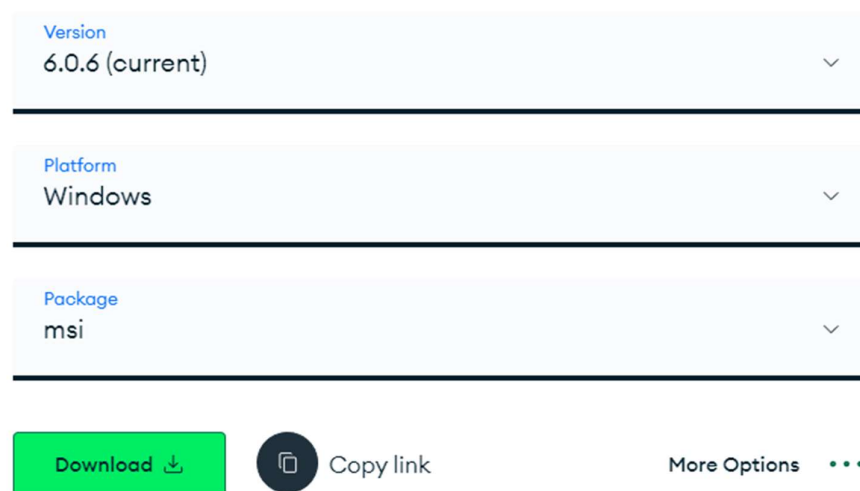 Version
6.0.6 (current)
Platform
Windows
Package
msi
Download Copy link More Options